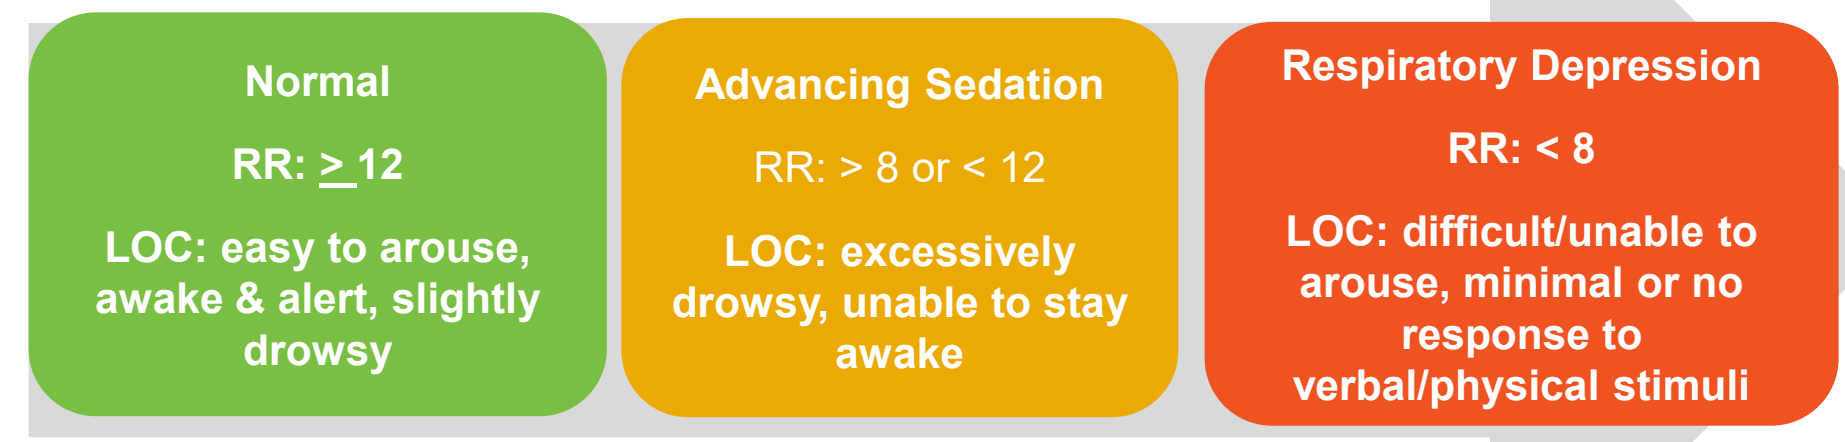 Normal
RR: > 12
LOC: easy to arouse,
awake & alert, slightly
drowsy
Advancing Sedation
RR: > 8 or < 12
LOC: excessively
drowsy, unable to stay
awake
Respiratory Depression
RR: < 8
LOC: difficult/unable to
arouse, minimal or no
response to
verbal/physical stimuli